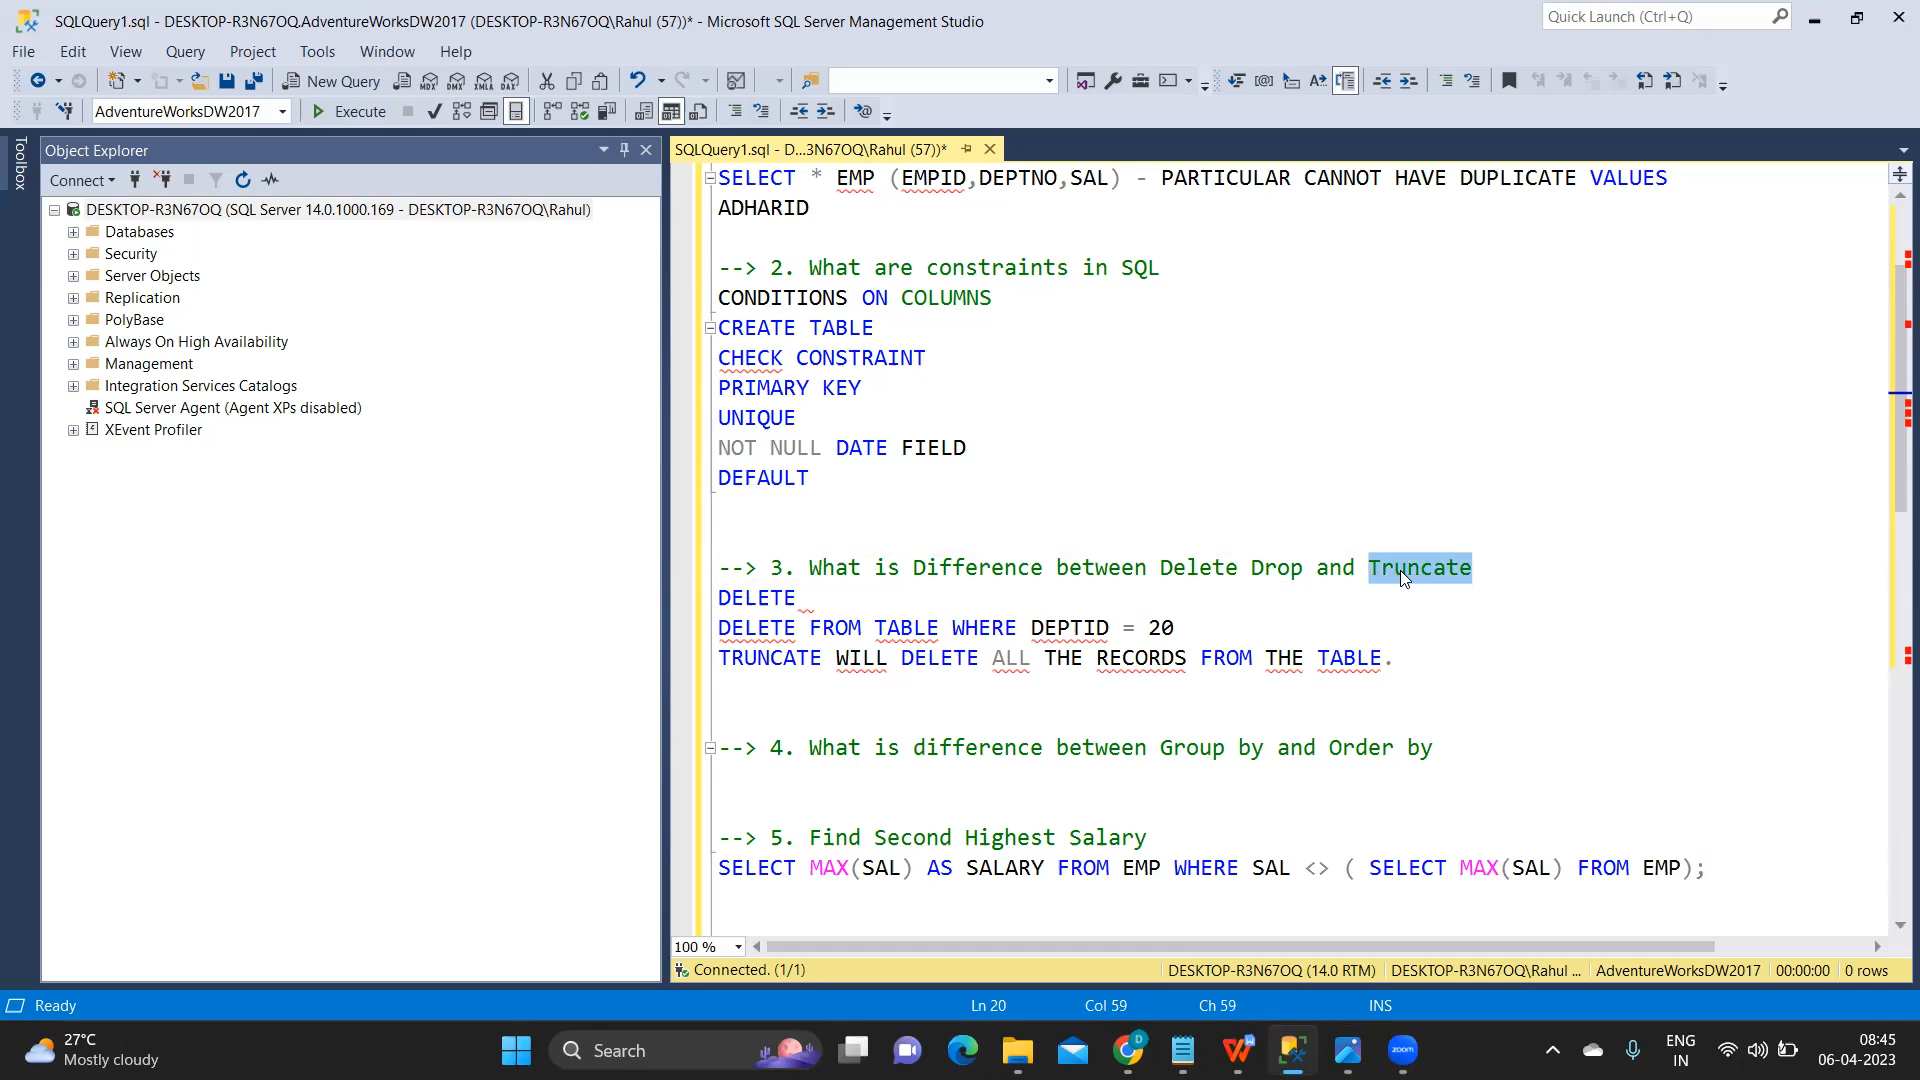 SQLQuery1.sql - DESKTOP-R3N67OQ.AdventureWorksDW2017 (DESKTOP-R3N67OQ\Rahul (57))* - Microsoft SQL Server Management Studio
Quick Launch (Ctrl+Q)
File Edit View Query Project Tools Window Help
New Query
MDX DMX XMLA DAX
AdventureWorksDW2017 Execute
Toolbox
Object Explorer
SQLQuery1.sql - D...3N67OQ\Rahul (57))*
Connect
DESKTOP-R3N67OQ (SQL Server 14.0.1000.169 - DESKTOP-R3N67OQ\Rahul)
Databases
Security
Server Objects
Replication
PolyBase
Always On High Availability
Management
Integration Services Catalogs
SQL Server Agent (Agent XPs disabled)
XEvent Profiler
SELECT * EMP (EMPID,DEPTNO,SAL) - PARTICULAR CANNOT HAVE DUPLICATE VALUES
ADHARID
--> 2. What are constraints in SQL
CONDITIONS ON COLUMNS
CREATE TABLE
CHECK CONSTRAINT
PRIMARY KEY
UNIQUE
NOT NULL DATE FIELD
DEFAULT
--> 3. What is Difference between Delete Drop and Truncate
DELETE
DELETE FROM TABLE WHERE DEPTID = 20
TRUNCATE WILL DELETE ALL THE RECORDS FROM THE TABLE.
--> 4. What is difference between Group by and Order by
--> 5. Find Second Highest Salary
SELECT MAX(SAL) AS SALARY FROM EMP WHERE SAL <> ( SELECT MAX(SAL) FROM EMP);
100 %
Connected. (1/1) DESKTOP-R3N67OQ (14.0 RTM) DESKTOP-R3N67OQ\Rahul ... AdventureWorksDW2017 00:00:00 0 rows
Ready Ln 20 Col 59 Ch 59 INS
27°C
Mostly cloudy
Search
D
zoom
ENG
IN
08:45
06-04-2023